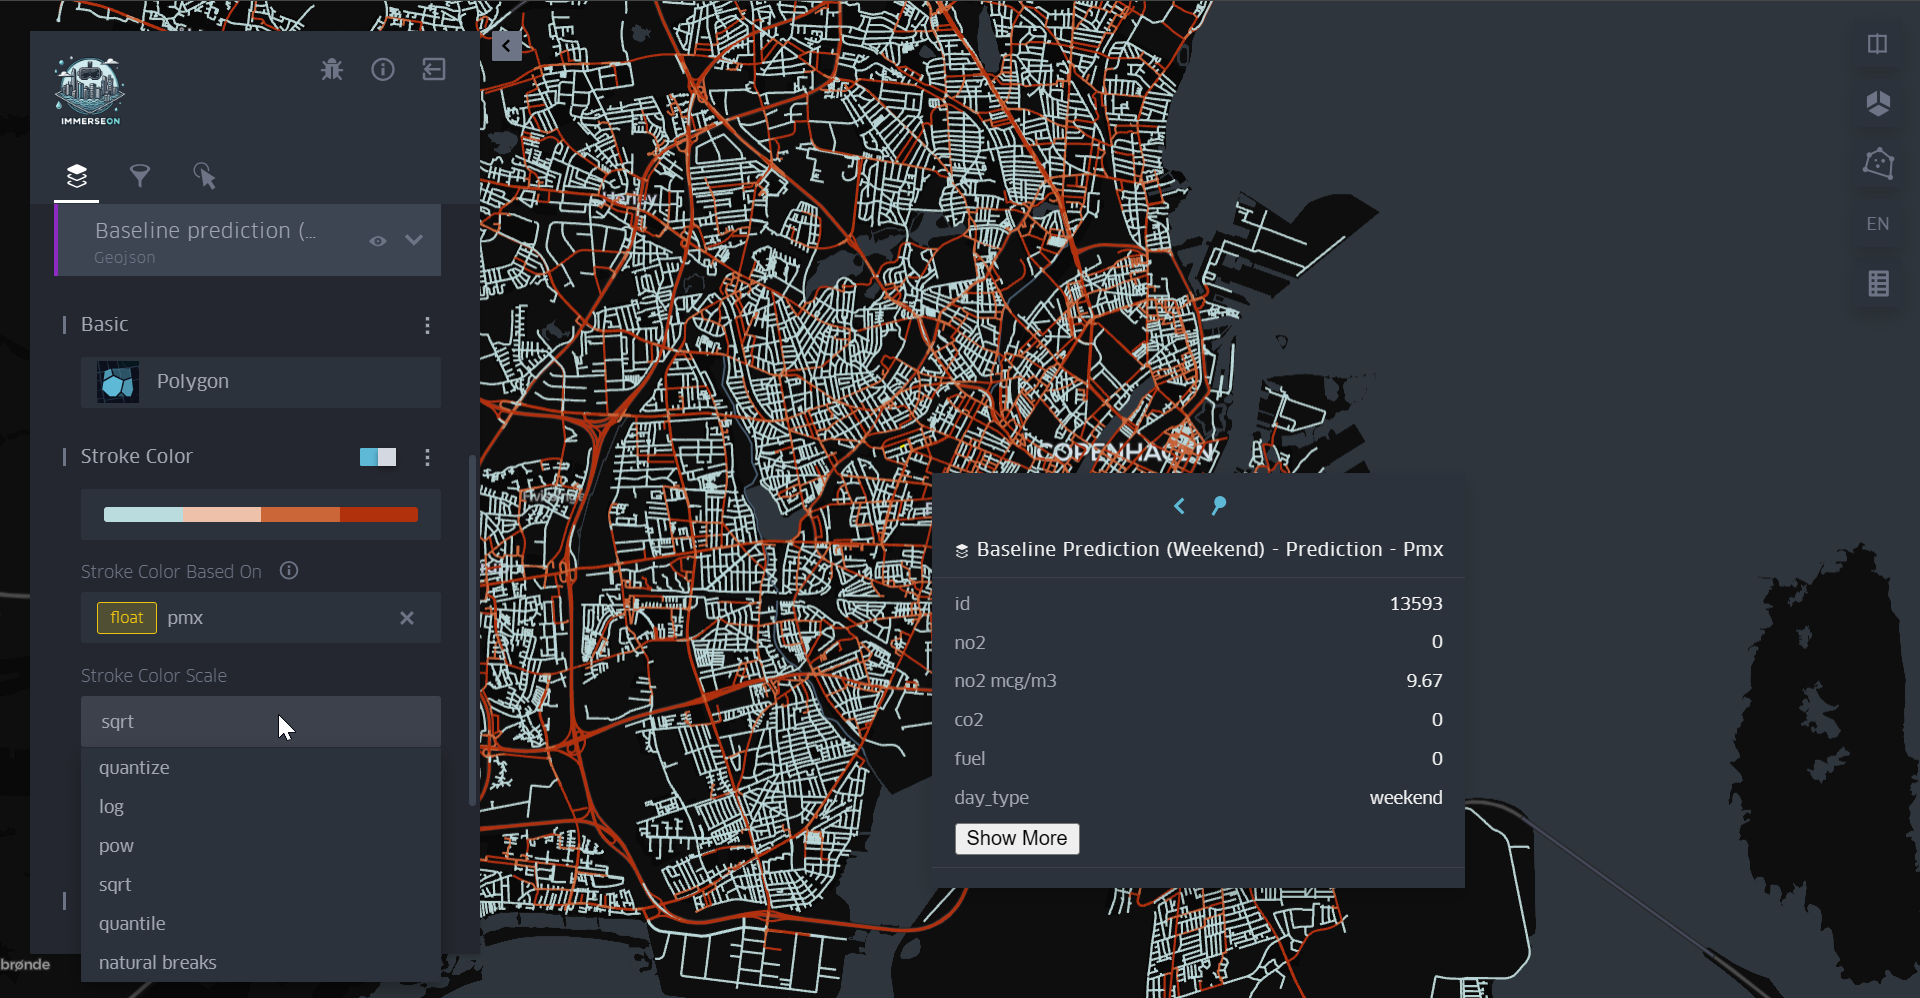 IMMERSEON
Baseline prediction (...
Geojson
Basic
Polygon
Stroke Color
Stroke Color Based On
float pmx
Stroke Color Scale
sqrt
quantize
log
pow
sqrt
quantile
natural breaks
brønde
COPENHAGEN
Baseline Prediction (Weekend) - Prediction - Pmx
id 13593
no2 0
no2 mcg/m3 9.67
co2 0
fuel 0
day_type weekend
Show More
EN